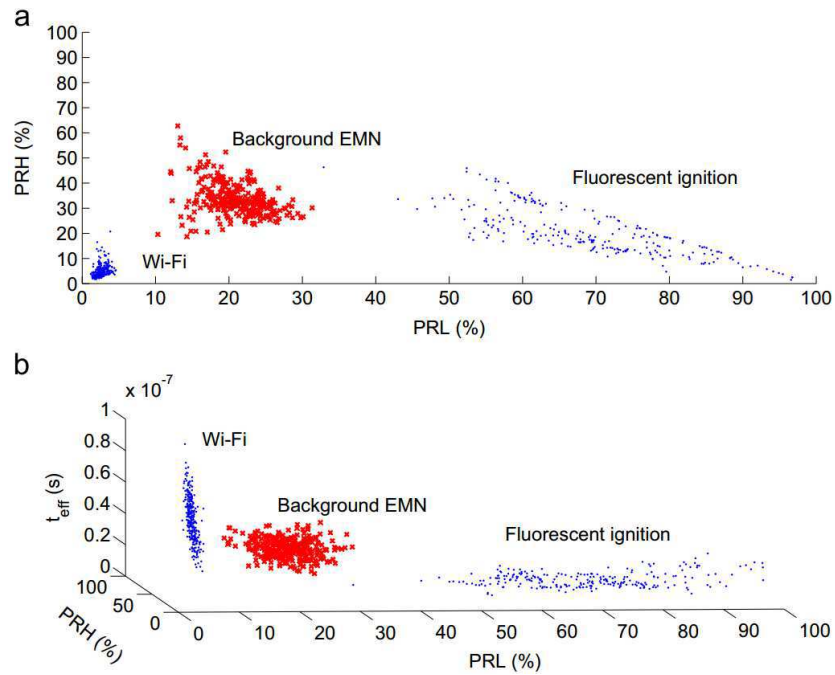 a
100
90
80
70
60
50
40
30
20
10
0
PRH (%)
Background EMN
Fluorescent ignition
Wi-Fi
0 10 20 30 40 50 60 70 80 90 100
PRL (%)
b
x 10⁻⁷
1
0.8
0.6
0.4
0.2
0
t_eff (s)
Wi-Fi
Background EMN
Fluorescent ignition
100
50
0
PRH (%)
0 10 20 30 40 50 60 70 80 90 100
PRL (%)